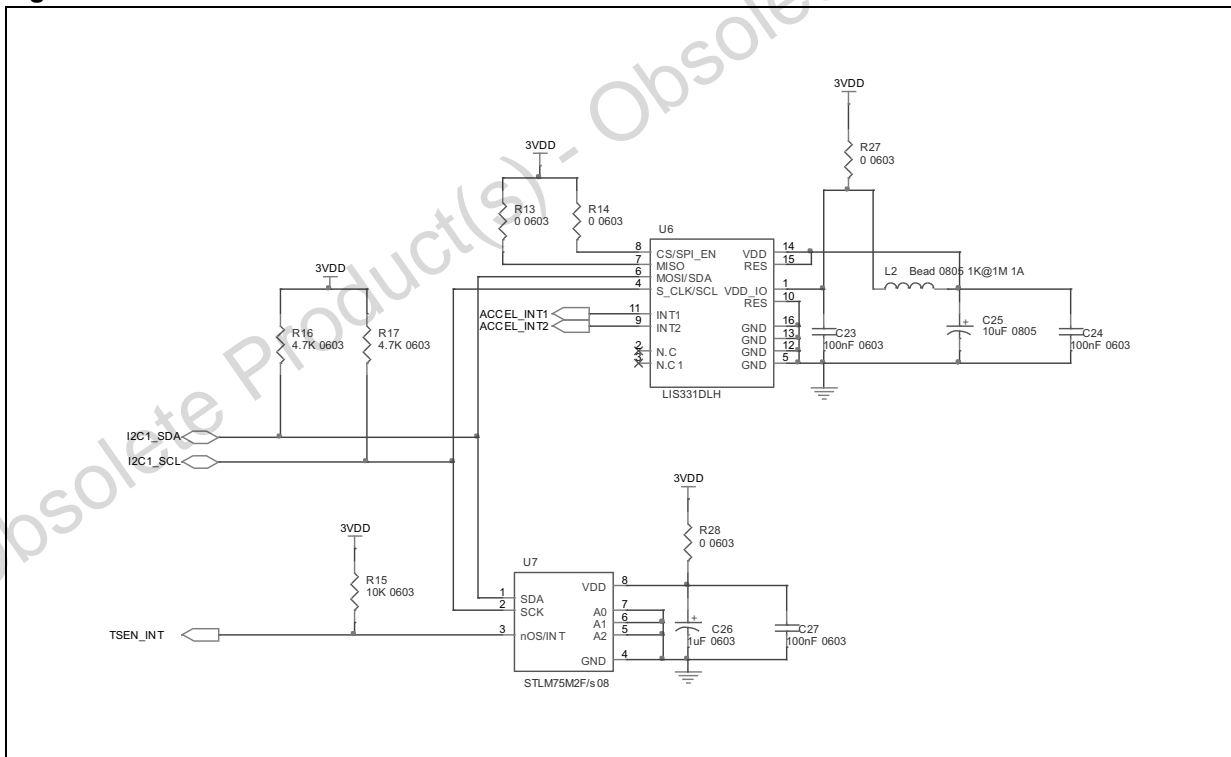 Obsolete Product(s) - Obsolete
3VDD
R27
0 0603
3VDD
R13
0 0603
R14
0 0603
U6
8
7
6
4
11
9
2
3
CS/SPI_EN
MISO
MOSI/SDA
S_CLK/SCL
INT1
INT2
N.C
N.C1
VDD
RES
VDD_IO
RES
GND
GND
GND
GND
14
15
1
10
16
13
12
5
LIS331DLH
L2 Bead 0805 1K@1M 1A
C23
100nF 0603
+
C25
10uF 0805
C24
100nF 0603
3VDD
R16
4.7K 0603
R17
4.7K 0603
ACCEL_INT1
ACCEL_INT2
I2C1_SDA
I2C1_SCL
3VDD
R28
0 0603
3VDD
R15
10K 0603
TSEN_INT
U7
1
2
3
SDA
SCK
nOS/INT
VDD
A0
A1
A2
GND
8
7
6
5
4
STLM75M2F/s08
+
C26
1uF 0603
C27
100nF 0603